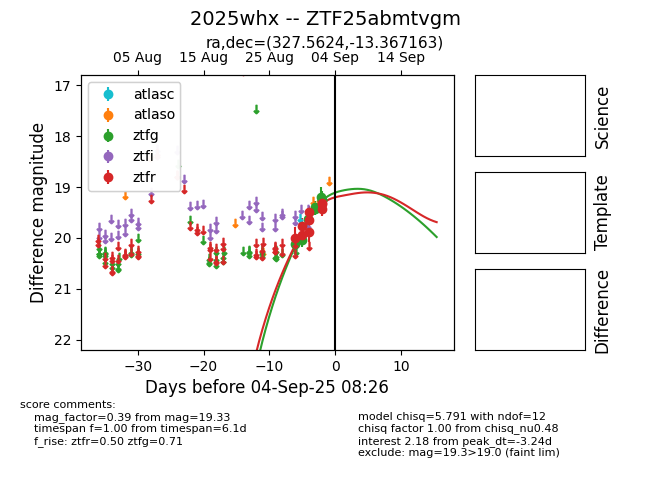 2025whx -- ZTF25abmtvgm
ra,dec=(327.5624,-13.367163)
05 Aug 15 Aug 25 Aug 04 Sep 14 Sep
17
18
19
20
21
22
Difference magnitude
atlasc
atlaso
ztfg
ztfi
ztfr
−30 −20 −10 0 10
Days before 04-Sep-25 08:26
Science
Template
Difference
score comments:
mag_factor=0.39 from mag=19.33
timespan f=1.00 from timespan=6.1d
f_rise: ztfr=0.50 ztfg=0.71
model chisq=5.791 with ndof=12
chisq factor 1.00 from chisq_nu0.48
interest 2.18 from peak_dt=-3.24d
exclude: mag=19.3>19.0 (faint lim)